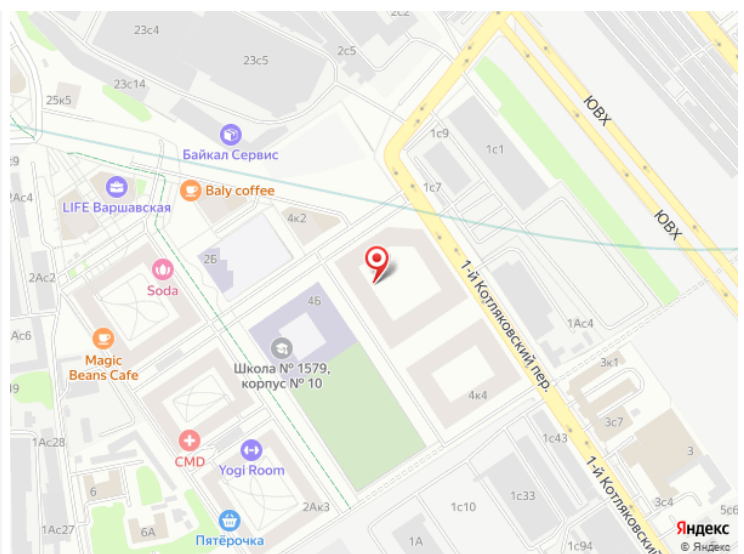 2с2
23с4
2с5
23с5
23с14
25к5
ЮВХ
1с9
1с1
Байкал Сервис
2Ас4
LIFE Варшавская
Baly coffee
1с7
4к2
ЮВХ
2Б
2Ас2
Soda
1-й Котляковский пер.
4Б
1Ас4
2Ас6
Magic
Beans Cafe
Школа № 1579,
корпус № 10
3к1
4к4
3с7
1Ас28
CMD
Yogi Room
1с43
3
6
1с33
1-й Котляковский
3с4
5с6
2Ак3
1с10
1Ас27
6А
Пятёрочка
1А
1с94
Яндекс
© Яндекс